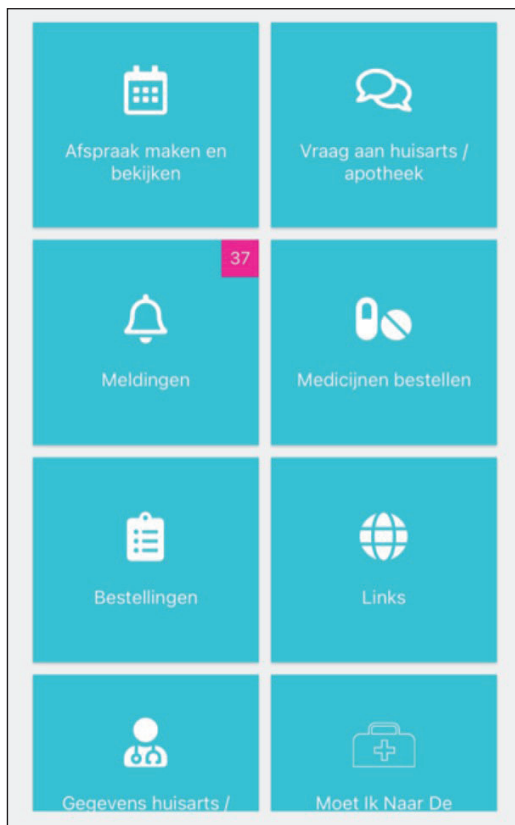 Afspraak maken en
bekijken
Vraag aan huisarts /
apotheek
37
Meldingen
Medicijnen bestellen
Bestellingen
Links
Gegevens huisarts /
Moet Ik Naar De